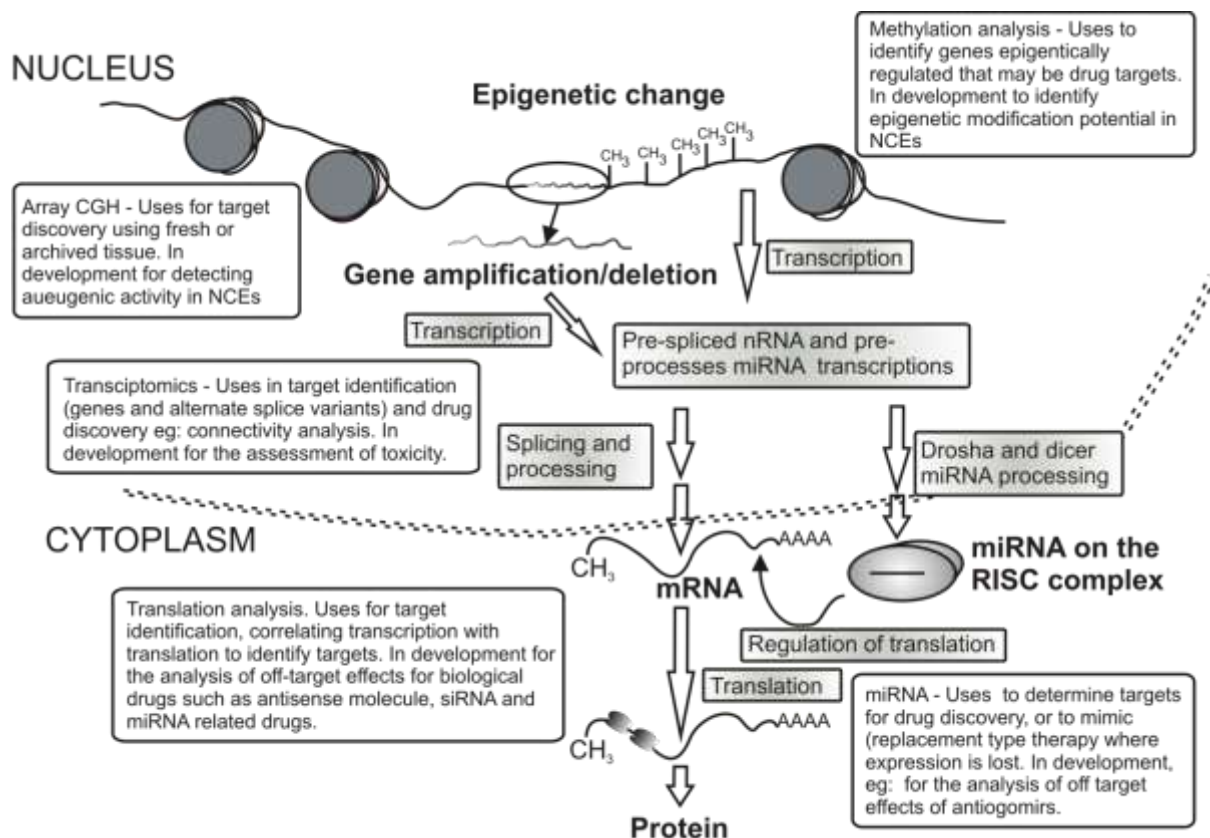 NUCLEUS
Methylation analysis - Uses to
identify genes epigentically
regulated that may be drug targets.
In development to identify
epigenetic modification potential in
NCEs
Epigenetic change
CH3
CH3
CH3
CH3
CH3
Array CGH - Uses for target
discovery using fresh or
archived tissue. In
development for detecting
aueugenic activity in NCEs
Transcription
Gene amplification/deletion
Transcription
Pre-spliced nRNA and pre-
processes miRNA transcriptions
Transciptomics - Uses in target identification
(genes and alternate splice variants) and drug
discovery eg: connectivity analysis. In
development for the assessment of toxicity.
Splicing and
processing
Drosha and dicer
miRNA processing
CYTOPLASM
CH3
AAAA
mRNA
miRNA on the
RISC complex
Translation analysis. Uses for target
identification, correlating transcription with
translation to identify targets. In development for
the analysis of off-target effects for biological
drugs such as antisense molecule, siRNA and
miRNA related drugs.
Regulation of translation
Translation
CH3
AAAA
miRNA - Uses  to determine targets
for drug discovery, or to mimic
(replacement type therapy where
expression is lost. In development,
eg:  for the analysis of off target
effects of antiogomirs.
Protein